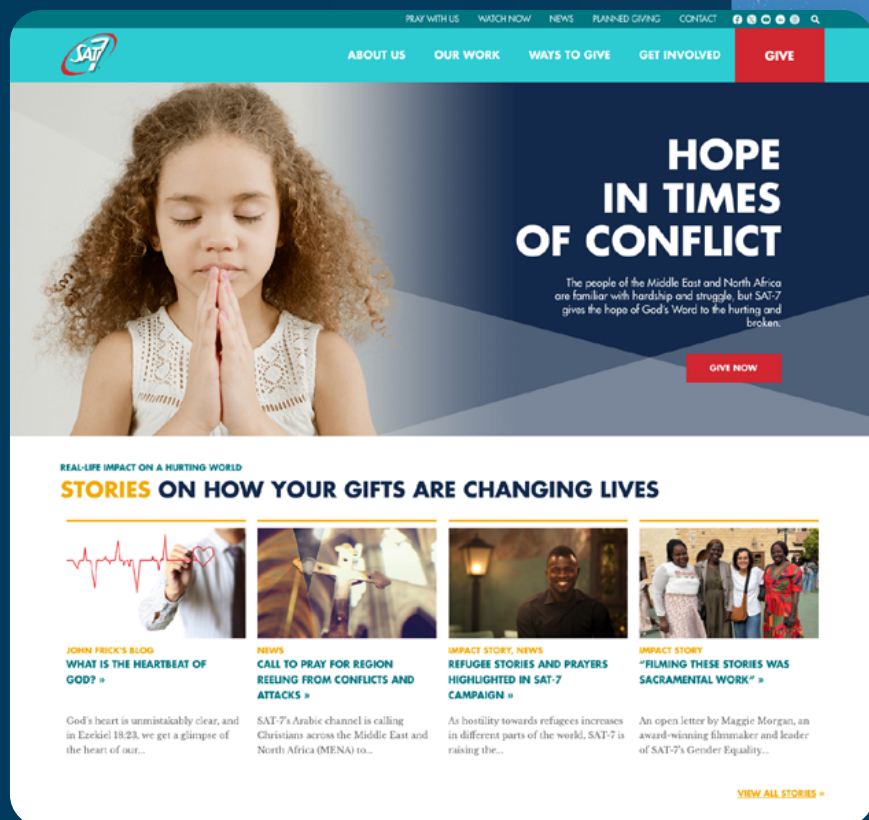 PRAY WITH US WATCH NOW NEWS PLANNED GIVING CONTACT
SAT7
ABOUT US OUR WORK WAYS TO GIVE GET INVOLVED GIVE
HOPE
IN TIMES
OF CONFLICT
The people of the Middle East and North Africa
are familiar with hardship and struggle, but SAT-7
gives the hope of God's Word to the hurting and
broken.
GIVE NOW
REAL-LIFE IMPACT ON A HURTING WORLD
STORIES ON HOW YOUR GIFTS ARE CHANGING LIVES
JOHN FRICK'S BLOG
WHAT IS THE HEARTBEAT OF
GOD? »
God's heart is unmistakably clear, and
in Ezekiel 18:23, we get a glimpse of
the heart of our...
NEWS
CALL TO PRAY FOR REGION
REELING FROM CONFLICTS AND
ATTACKS »
SAT-7's Arabic channel is calling
Christians across the Middle East and
North Africa (MENA) to...
IMPACT STORY, NEWS
REFUGEE STORIES AND PRAYERS
HIGHLIGHTED IN SAT-7
CAMPAIGN »
As hostility towards refugees increases
in different parts of the world, SAT-7 is
raising the...
IMPACT STORY
"FILMING THESE STORIES WAS
SACRAMENTAL WORK" »
An open letter by Maggie Morgan, an
award-winning filmmaker and leader
of SAT-7's Gender Equality...
VIEW ALL STORIES »